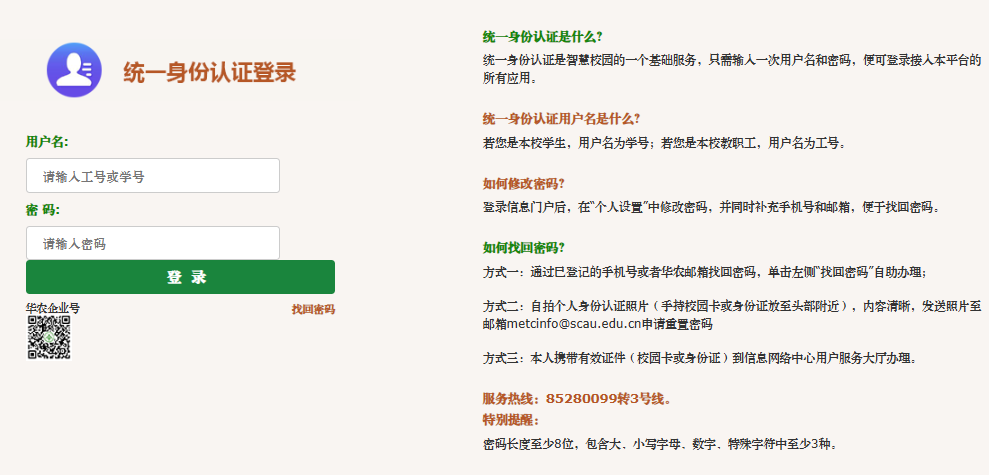 统一身份认证登录
用户名:
请输入工号或学号
密 码:
请输入密码
登 录
华农企业号
找回密码
统一身份认证是什么?
统一身份认证是智慧校园的一个基础服务，只需输入一次用户名和密码，便可登录接入本平台的
所有应用。
统一身份认证用户名是什么?
若您是本校学生，用户名为学号；若您是本校教职工，用户名为工号。
如何修改密码?
登录信息门户后，在“个人设置”中修改密码，并同时补充手机号和邮箱，便于找回密码。
如何找回密码?
方式一：通过已登记的手机号或者华农邮箱找回密码，单击左侧“找回密码”自助办理；
方式二：自拍个人身份认证照片（手持校园卡或身份证放至头部附近），内容清晰，发送照片至
邮箱metcinfo@scau.edu.cn申请重置密码
方式三：本人携带有效证件（校园卡或身份证）到信息网络中心用户服务大厅办理。
服务热线：85280099转3号线。
特别提醒：
密码长度至少8位，包含大、小写字母、数字、特殊字符中至少3种。